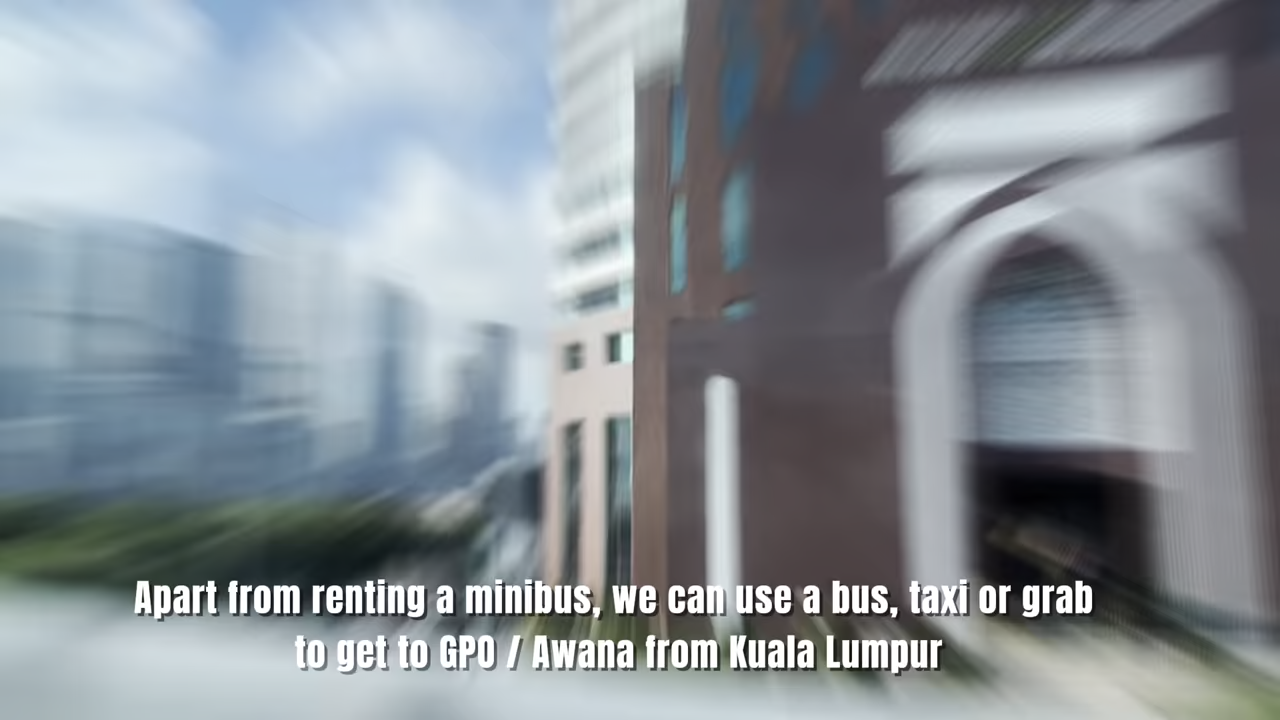 Apart from renting a minibus, we can use a bus, taxi or grab
to get to GPO / Awana from Kuala Lumpur